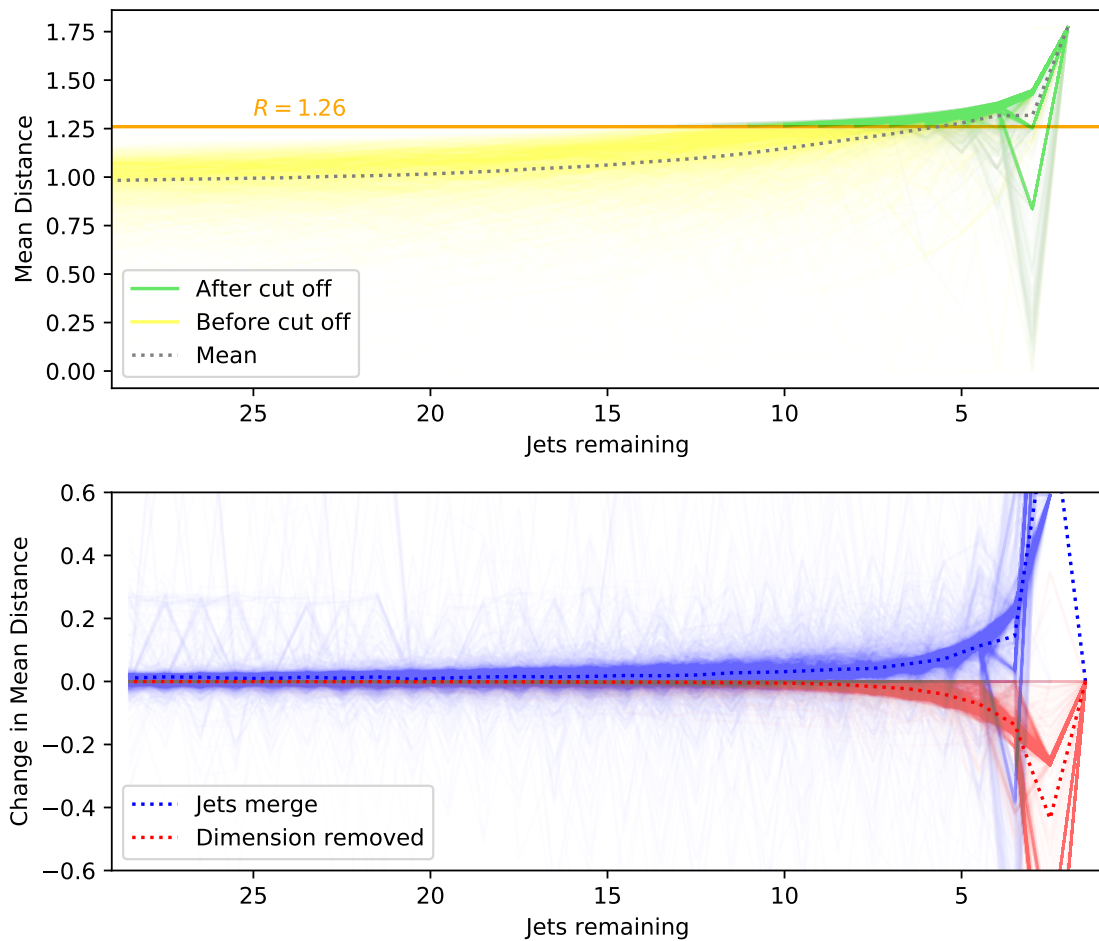 1.75
1.50
1.25
1.00
0.75
0.50
0.25
0.00
Mean Distance
R = 1.26
After cut off
Before cut off
Mean
25 20 15 10 5
Jets remaining
0.6
0.4
0.2
0.0
−0.2
−0.4
−0.6
Change in Mean Distance
Jets merge
Dimension removed
25 20 15 10 5
Jets remaining